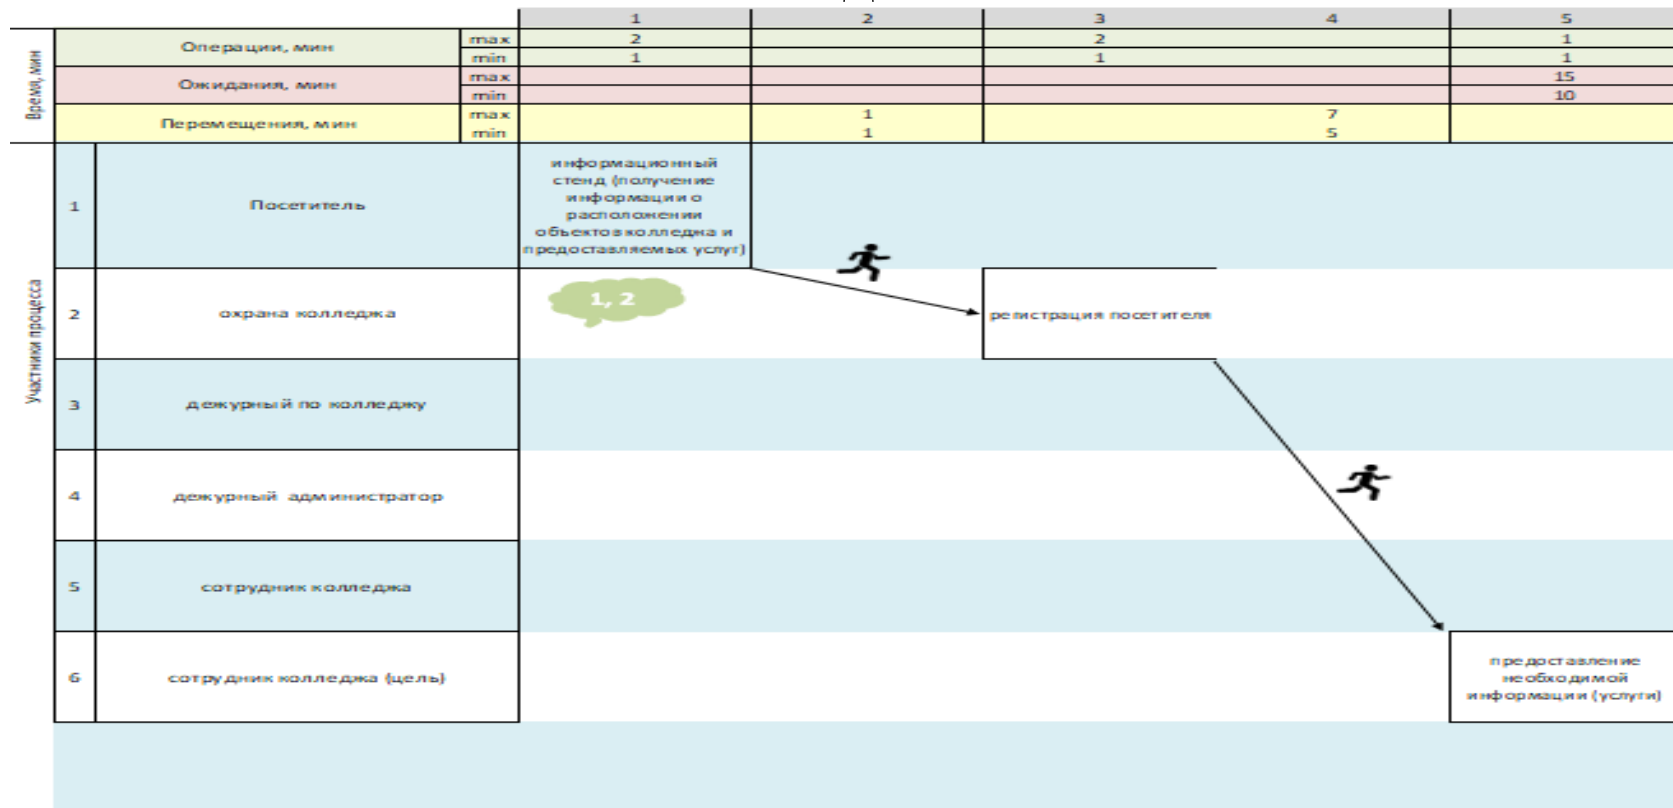 1 2 3 4 5
Время, мин
Операции, мин max 2 2 1
min 1 1 1
Ожидания, мин max 15
min 10
Перемещения, мин max 1 7
min 1 5
Участники процесса
1 Посетитель
информационный
стенд (получение
информации о
расположении
объектов колледжа и
предоставляемых услуг)
2 охрана колледжа
1, 2
регистрация посетителя
3 дежурный по колледжу
4 дежурный администратор
5 сотрудник колледжа
6 сотрудник колледжа (цель)
предоставление
необходимой
информации (услуги)